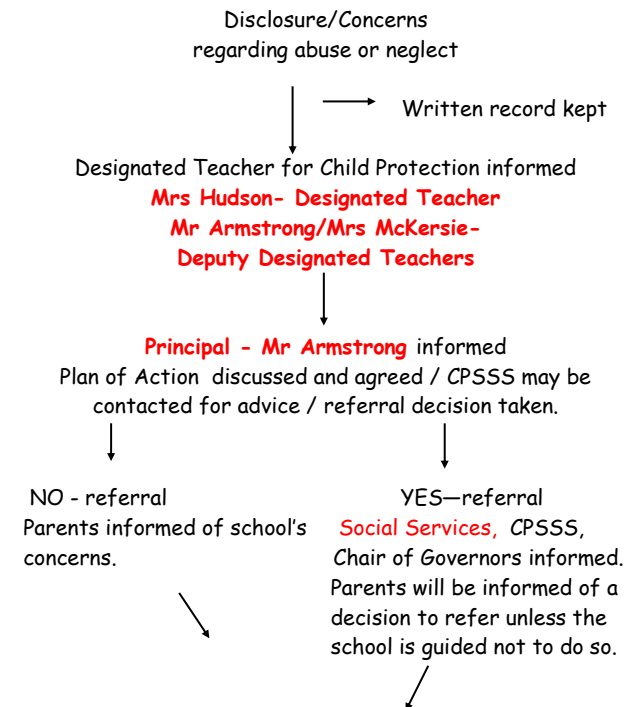 Disclosure/Concerns
regarding abuse or neglect
Written record kept
Designated Teacher for Child Protection informed
Mrs Hudson- Designated Teacher
Mr Armstrong/Mrs McKersie-
Deputy Designated Teachers
Principal - Mr Armstrong informed
Plan of Action discussed and agreed / CPSSS may be
contacted for advice / referral decision taken.
NO - referral
Parents informed of school's
concerns.
YES—referral
Social Services, CPSSS,
Chair of Governors informed.
Parents will be informed of a
decision to refer unless the
school is guided not to do so.